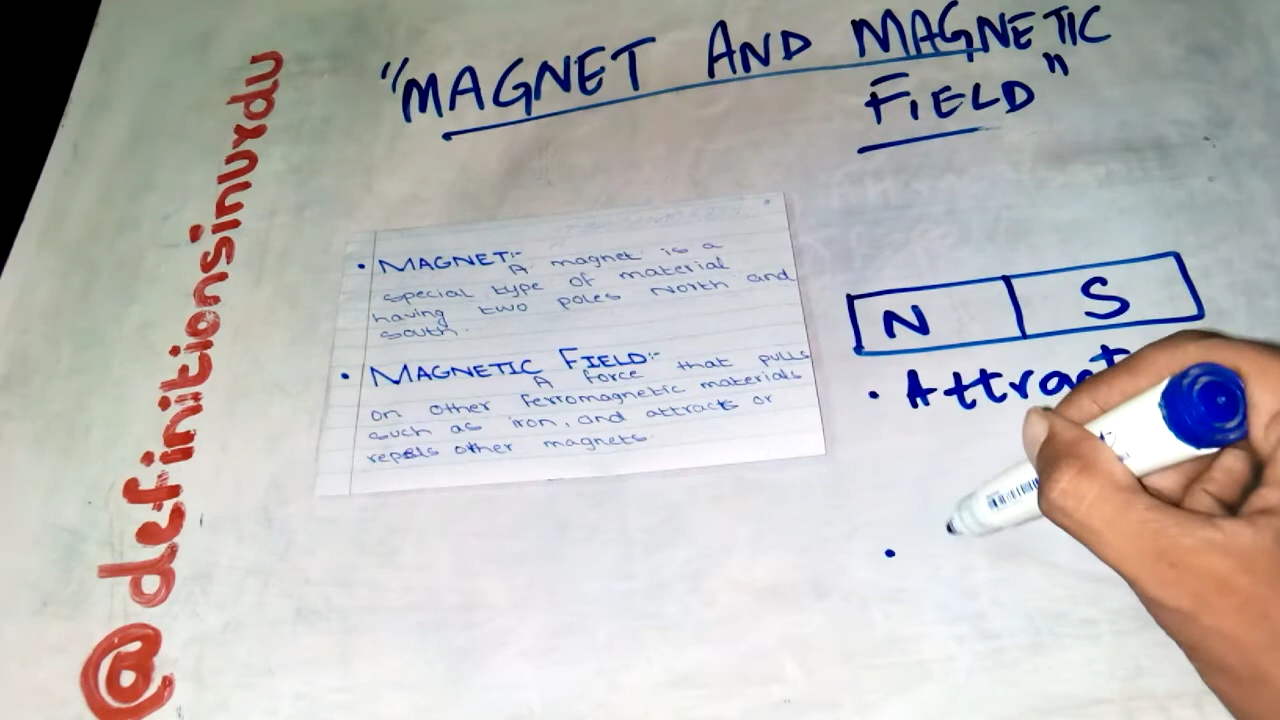 "MAGNET AND MAGNETIC
FIELD"
@definitionsinurdu
• MAGNET:- A magnet is a
special type of material
having two poles North and
South.
• MAGNETIC FIELD:-
A force that pulls
on other ferromagnetic materials
such as iron, and attracts or
repels other magnets.
N S
• Attract
•